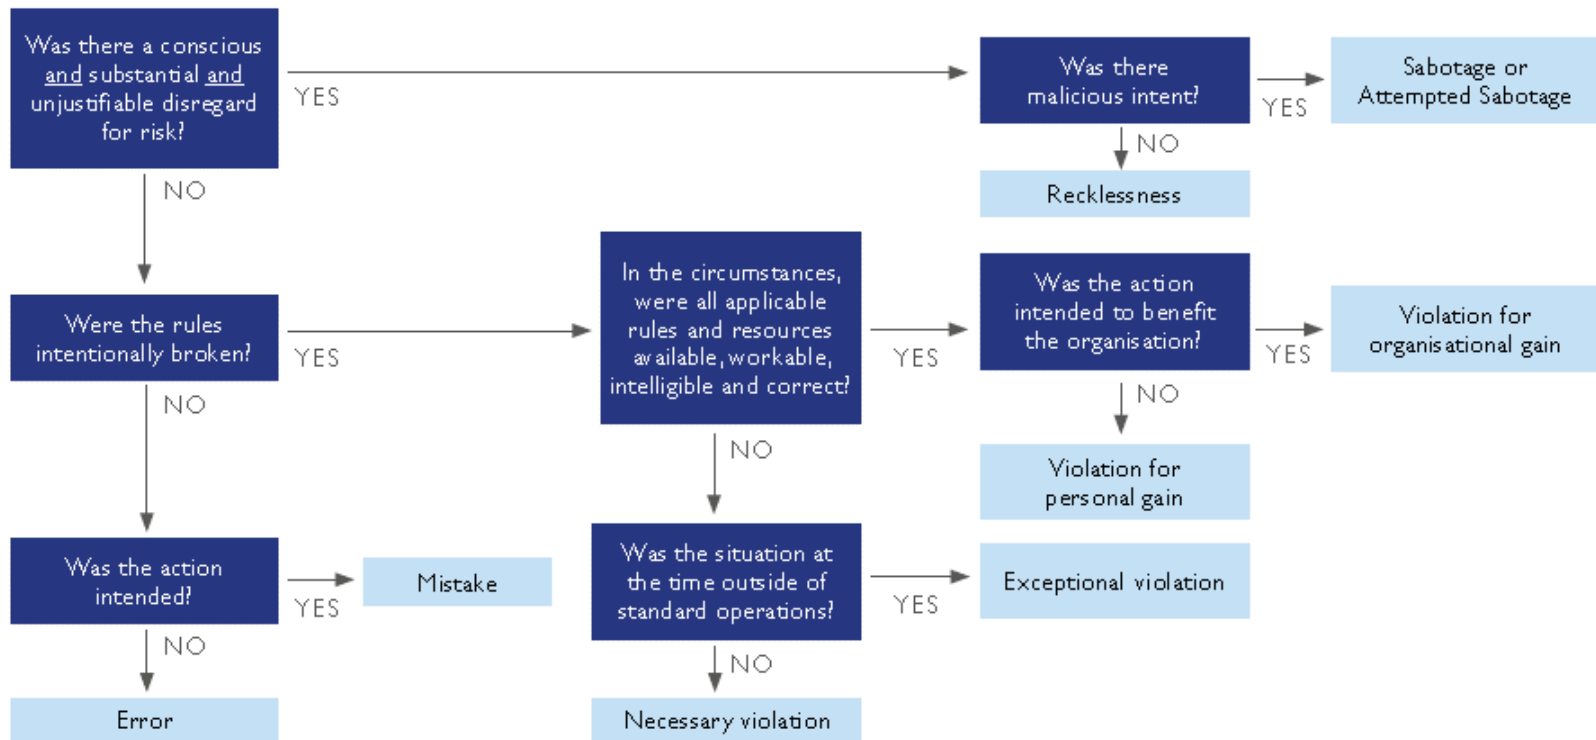 Was there a conscious
and substantial and
unjustifiable disregard
for risk?
YES
Was there
malicious intent?
YES
Sabotage or
Attempted Sabotage
NO
Recklessness
NO
Were the rules
intentionally broken?
YES
In the circumstances,
were all applicable
rules and resources
available, workable,
intelligible and correct?
YES
Was the action
intended to benefit
the organisation?
YES
Violation for
organisational gain
NO
Violation for
personal gain
NO
Was the situation at
the time outside of
standard operations?
YES
Exceptional violation
NO
Necessary violation
NO
Was the action
intended?
YES
Mistake
NO
Error